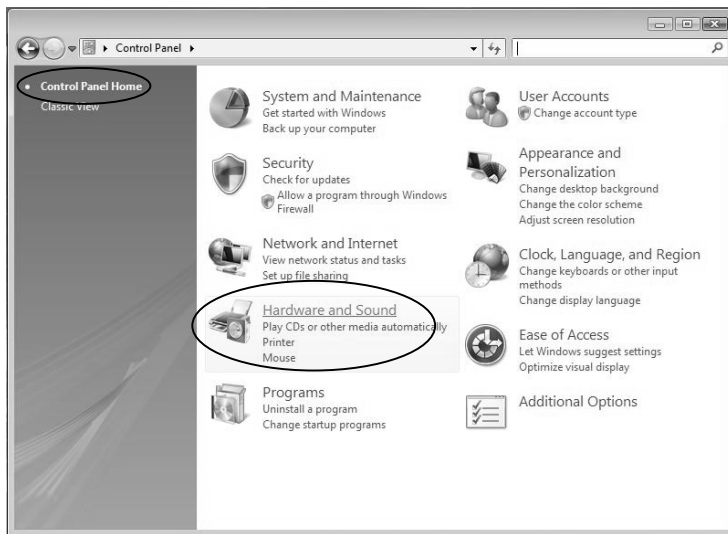 Control Panel
Control Panel Home
Classic View
System and Maintenance
Get started with Windows
Back up your computer
Security
Check for updates
Allow a program through Windows
Firewall
Network and Internet
View network status and tasks
Set up file sharing
Hardware and Sound
Play CDs or other media automatically
Printer
Mouse
Programs
Uninstall a program
Change startup programs
User Accounts
Change account type
Appearance and
Personalization
Change desktop background
Change the color scheme
Adjust screen resolution
Clock, Language, and Region
Change keyboards or other input
methods
Change display language
Ease of Access
Let Windows suggest settings
Optimize visual display
Additional Options